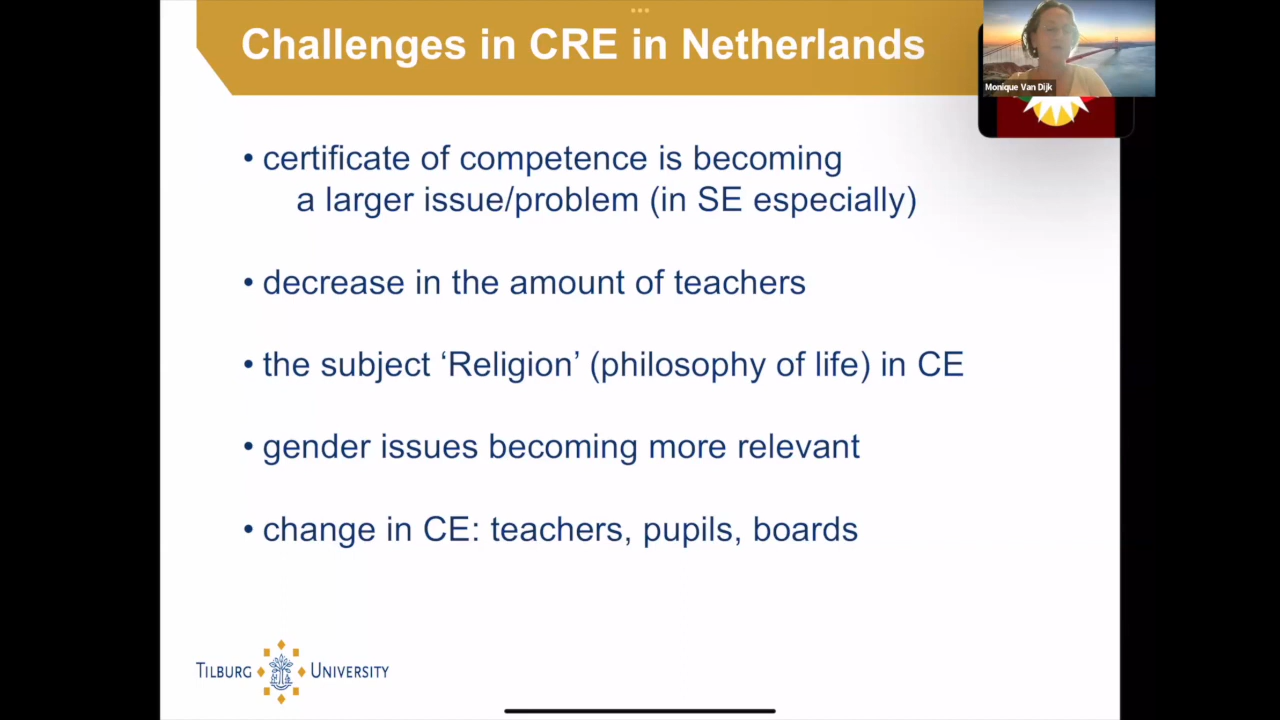 Challenges in CRE in Netherlands
Monique Van Dijk
• certificate of competence is becoming
a larger issue/problem (in SE especially)
• decrease in the amount of teachers
• the subject ‘Religion’ (philosophy of life) in CE
• gender issues becoming more relevant
• change in CE: teachers, pupils, boards
TILBURG UNIVERSITY